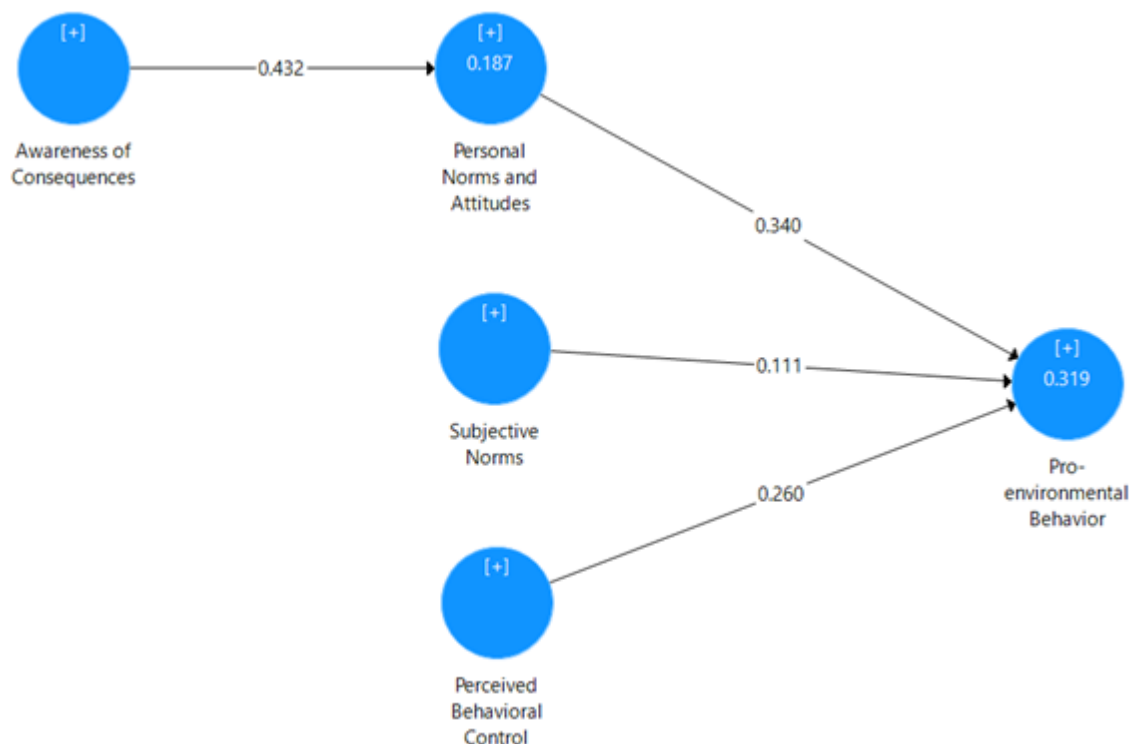 [+]
[+]
0.187
0.432
Awareness of
Consequences
Personal
Norms and
Attitudes
0.340
[+]
Subjective
Norms
0.111
[+]
0.319
Pro-
environmental
Behavior
0.260
[+]
Perceived
Behavioral
Control